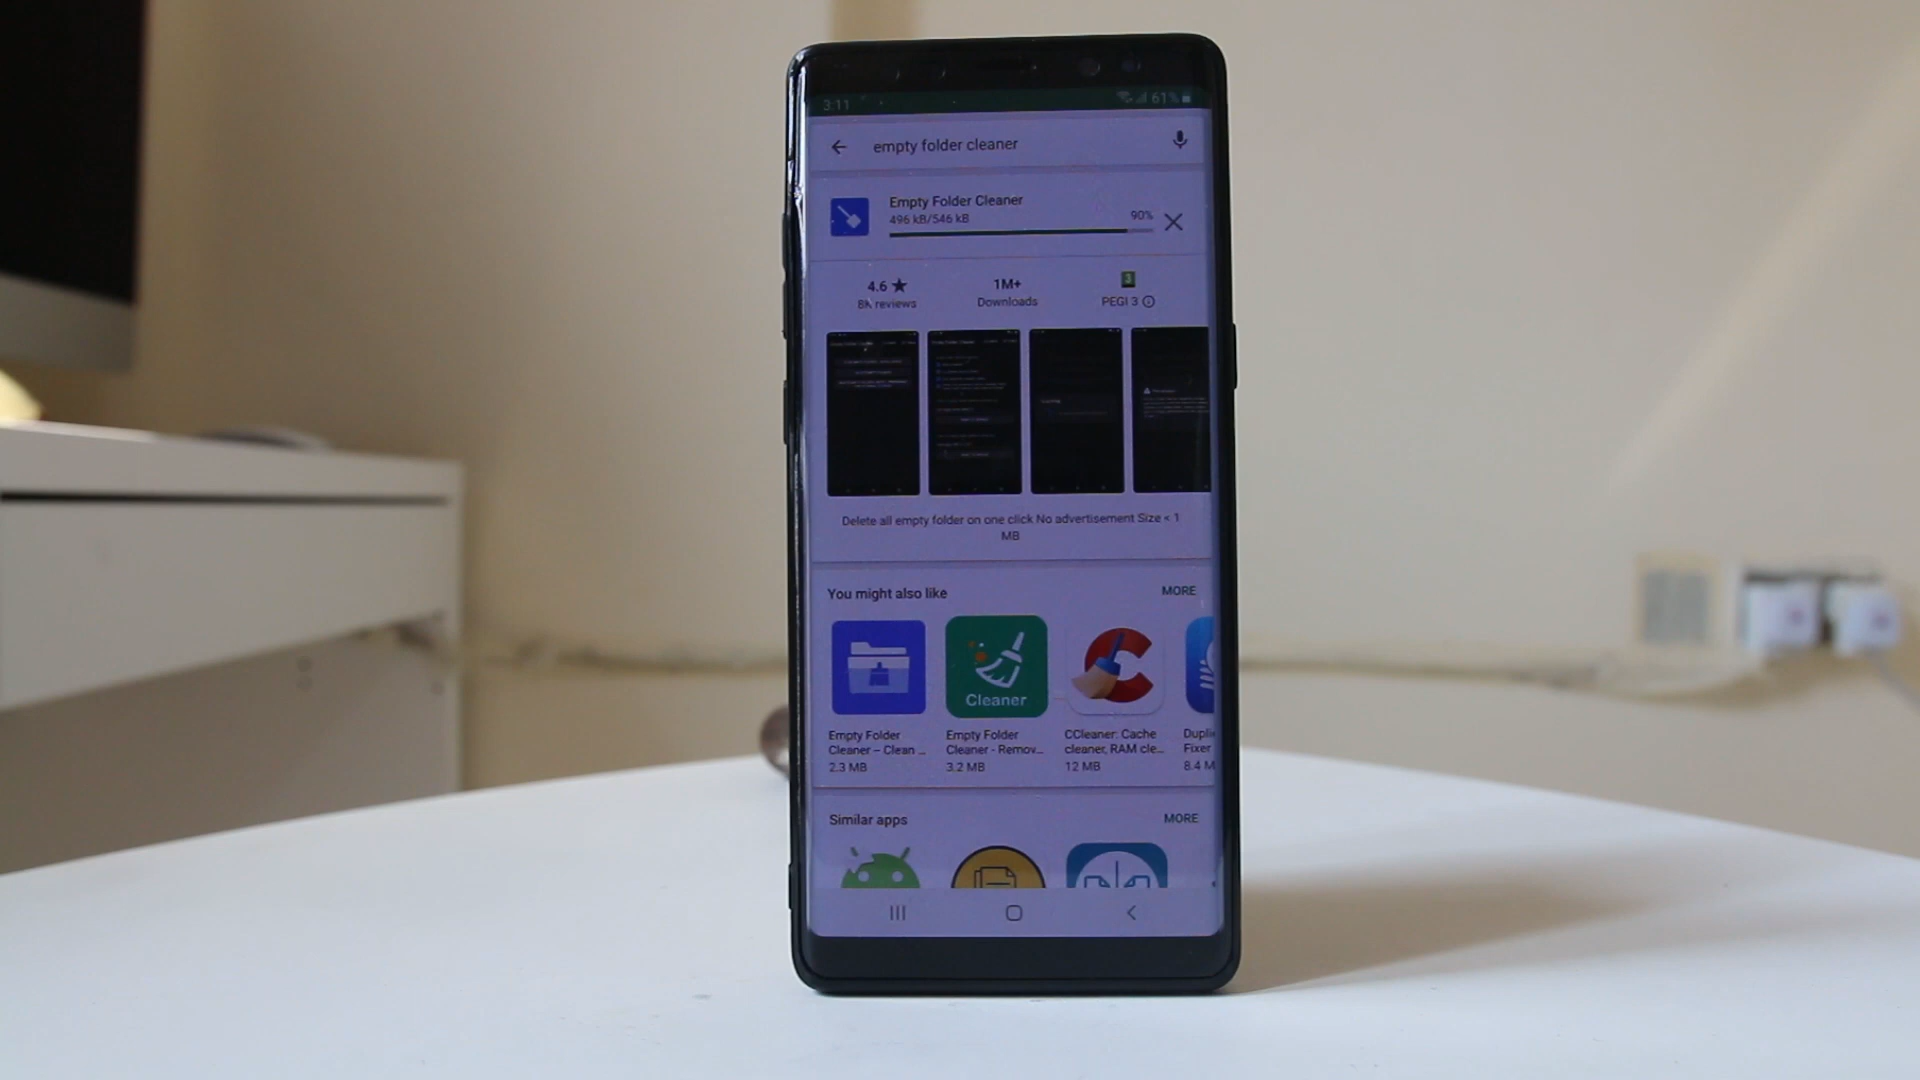 3:11
61%
empty folder cleaner
Empty Folder Cleaner
496 kB/546 kB
90%
4.6 ★
1M+
3
8K reviews
Downloads
PEGI 3
Delete all empty folder on one click No advertisement Size < 1
MB
You might also like
MORE
Cleaner
Empty Folder
Cleaner – Clean ...
2.3 MB
Empty Folder
Cleaner - Remov...
3.2 MB
CCleaner: Cache
cleaner, RAM cle...
12 MB
Dupli
Fixer
8.4 M
Similar apps
MORE